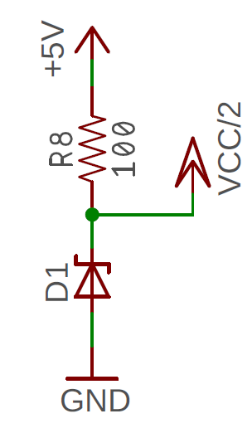 +5V
R8
100
VCC/2
D1
GND